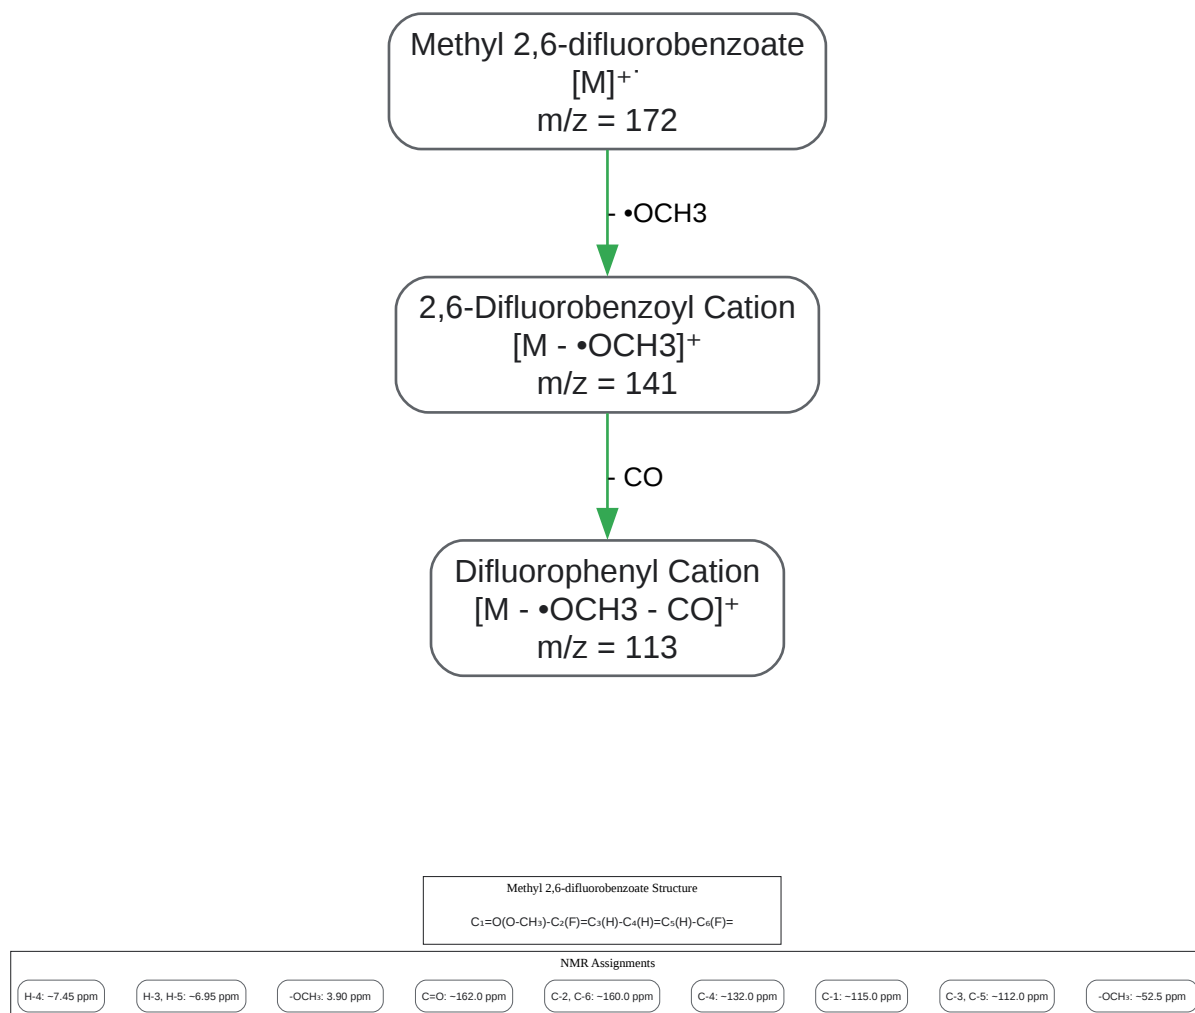 Methyl 2,6-difluorobenzoate
[M]⁺˙
m/z = 172
- •OCH3
2,6-Difluorobenzoyl Cation
[M - •OCH3]⁺
m/z = 141
- CO
Difluorophenyl Cation
[M - •OCH3 - CO]⁺
m/z = 113
Methyl 2,6-difluorobenzoate Structure
C₁=O(O-CH₃)-C₂(F)=C₃(H)-C₄(H)=C₅(H)-C₆(F)=
NMR Assignments
H-4: ~7.45 ppm
H-3, H-5: ~6.95 ppm
-OCH₃: 3.90 ppm
C=O: ~162.0 ppm
C-2, C-6: ~160.0 ppm
C-4: ~132.0 ppm
C-1: ~115.0 ppm
C-3, C-5: ~112.0 ppm
-OCH₃: ~52.5 ppm